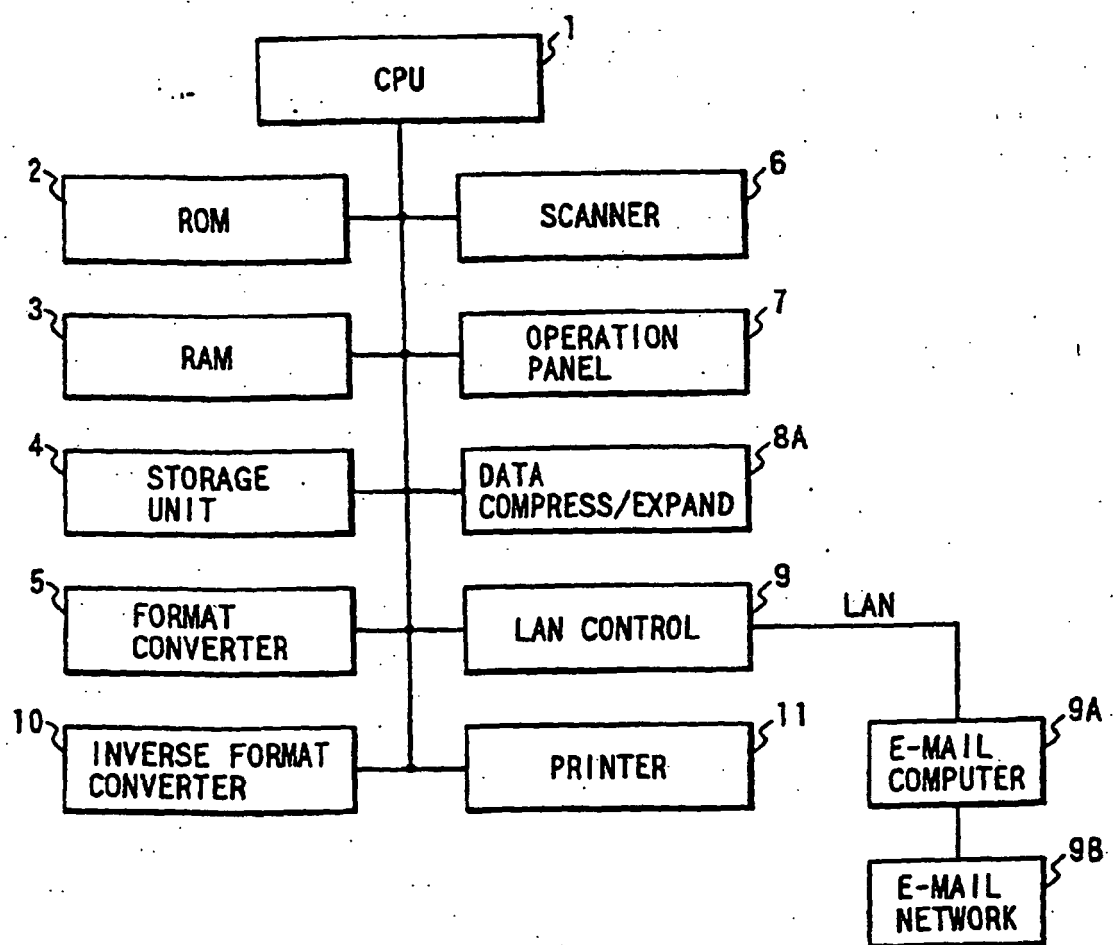 1
CPU
2
ROM
6
SCANNER
3
RAM
7
OPERATION
PANEL
4
STORAGE
UNIT
8A
DATA
COMPRESS/EXPAND
5
FORMAT
CONVERTER
9
LAN CONTROL
LAN
10
INVERSE FORMAT
CONVERTER
11
PRINTER
9A
E-MAIL
COMPUTER
9B
E-MAIL
NETWORK